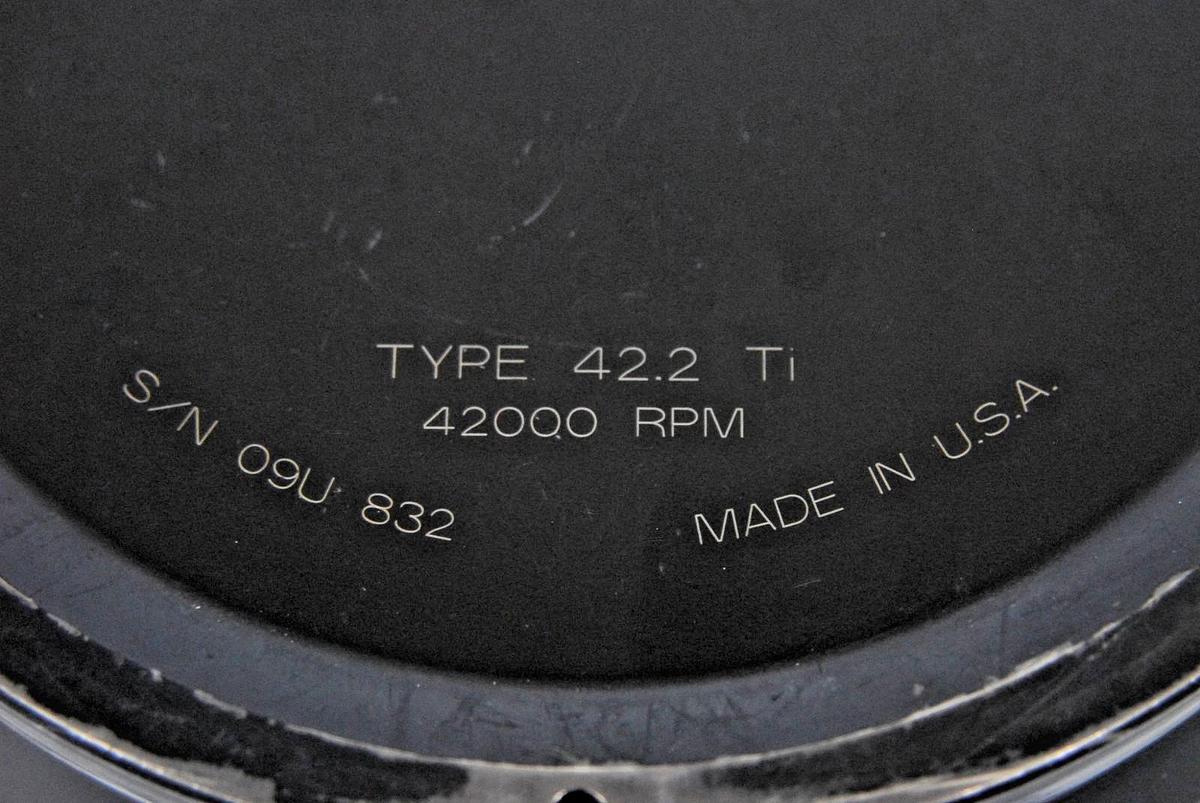 TYPE 42.2 Ti
42000 RPM
S/N 09U 832
MADE IN U.S.A.